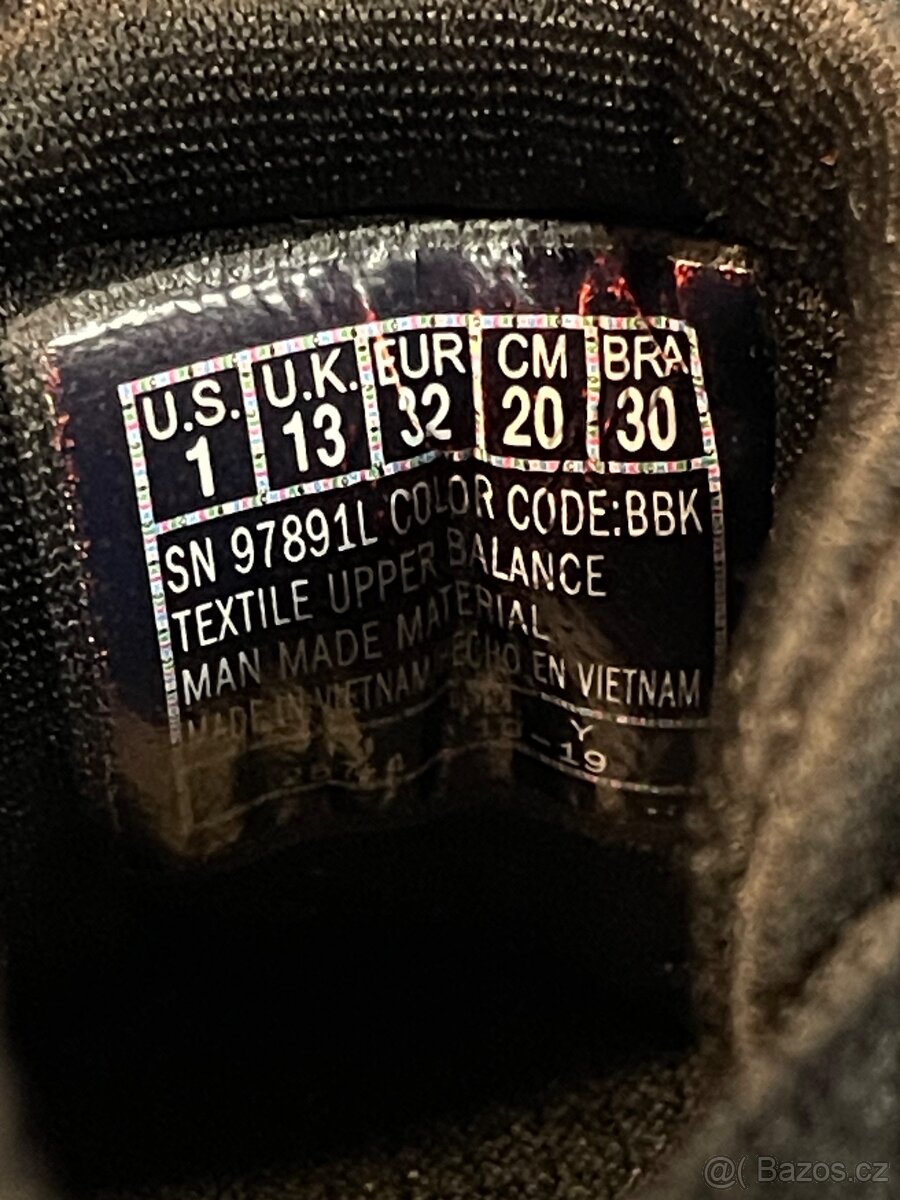 U.S. U.K. EUR CM BRA
1 13 32 20 30
SN 97891L COLOR CODE:BBK
TEXTILE UPPER BALANCE
MAN MADE MATERIAL
MADE IN VIETNAM HECHO EN VIETNAM
Y
-19
@( Bazos.cz